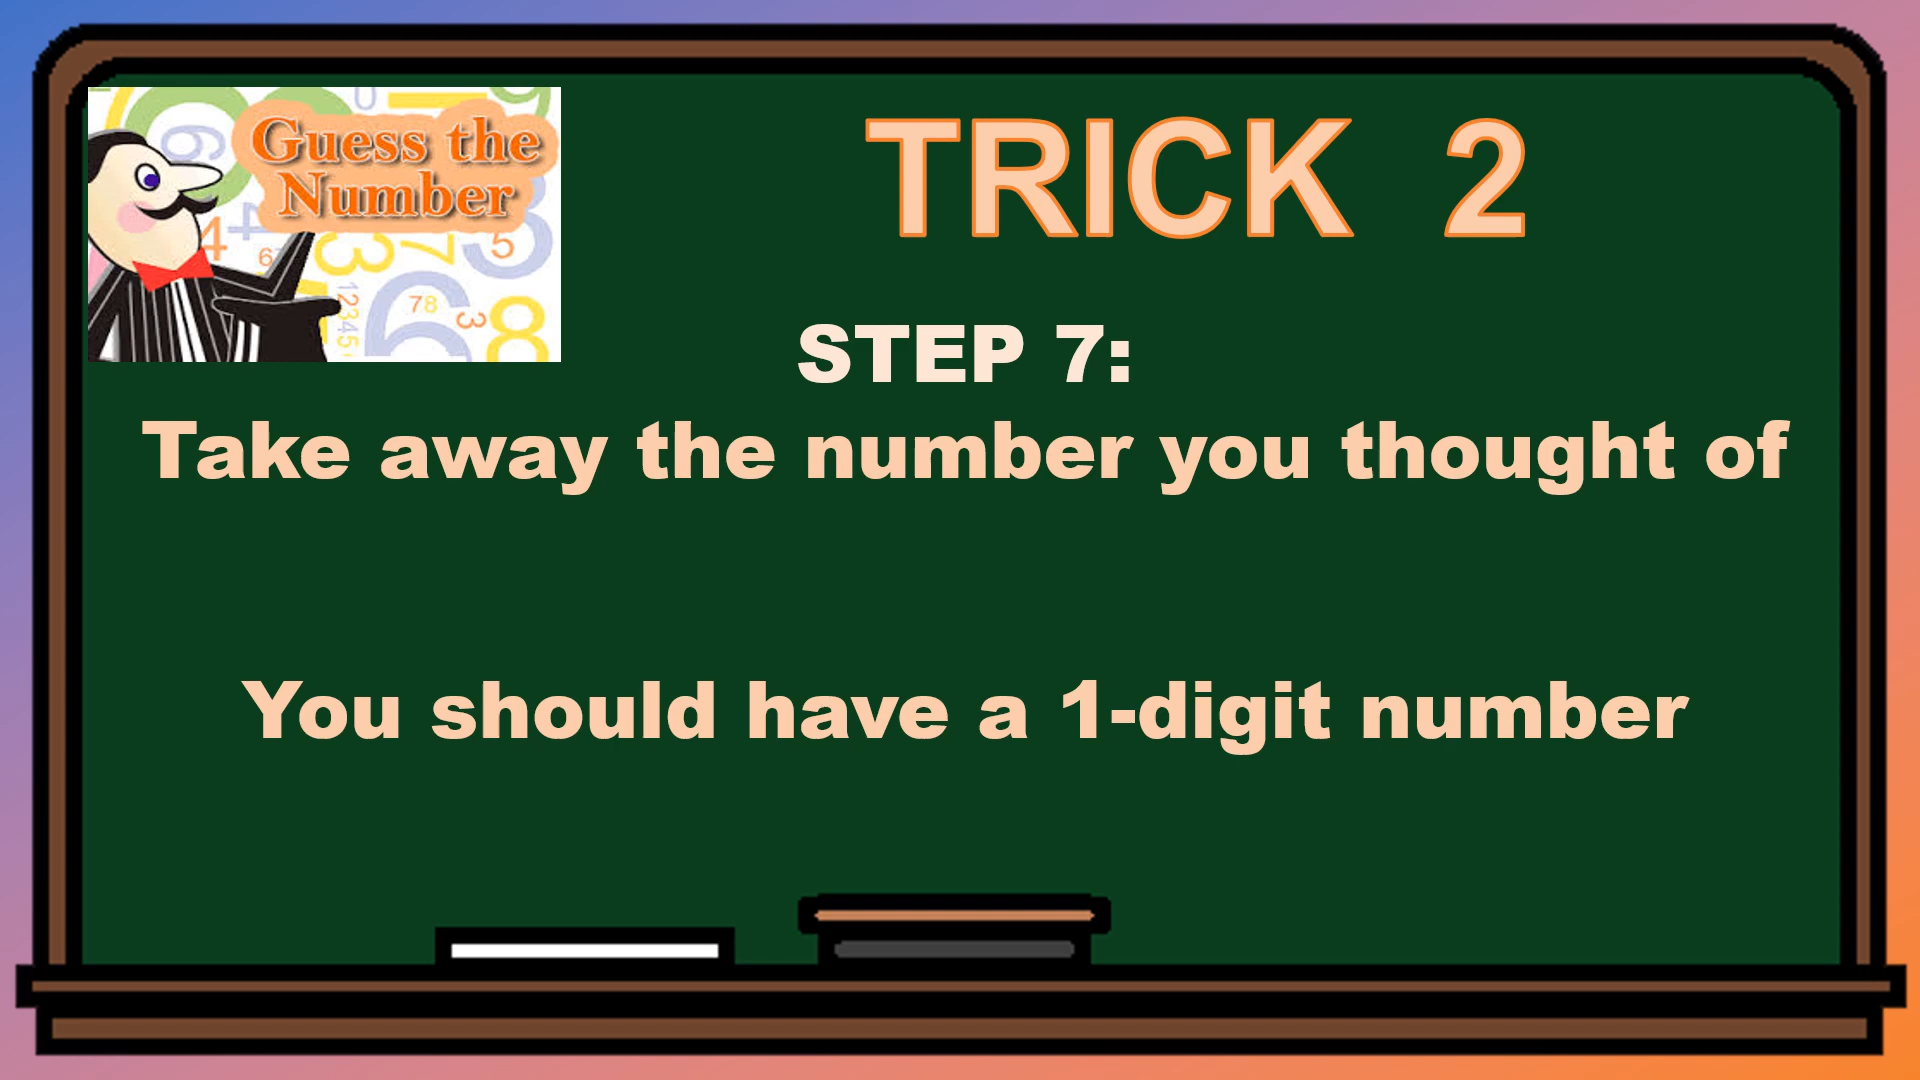 Guess the
Number
TRICK 2
STEP 7:
Take away the number you thought of
You should have a 1-digit number